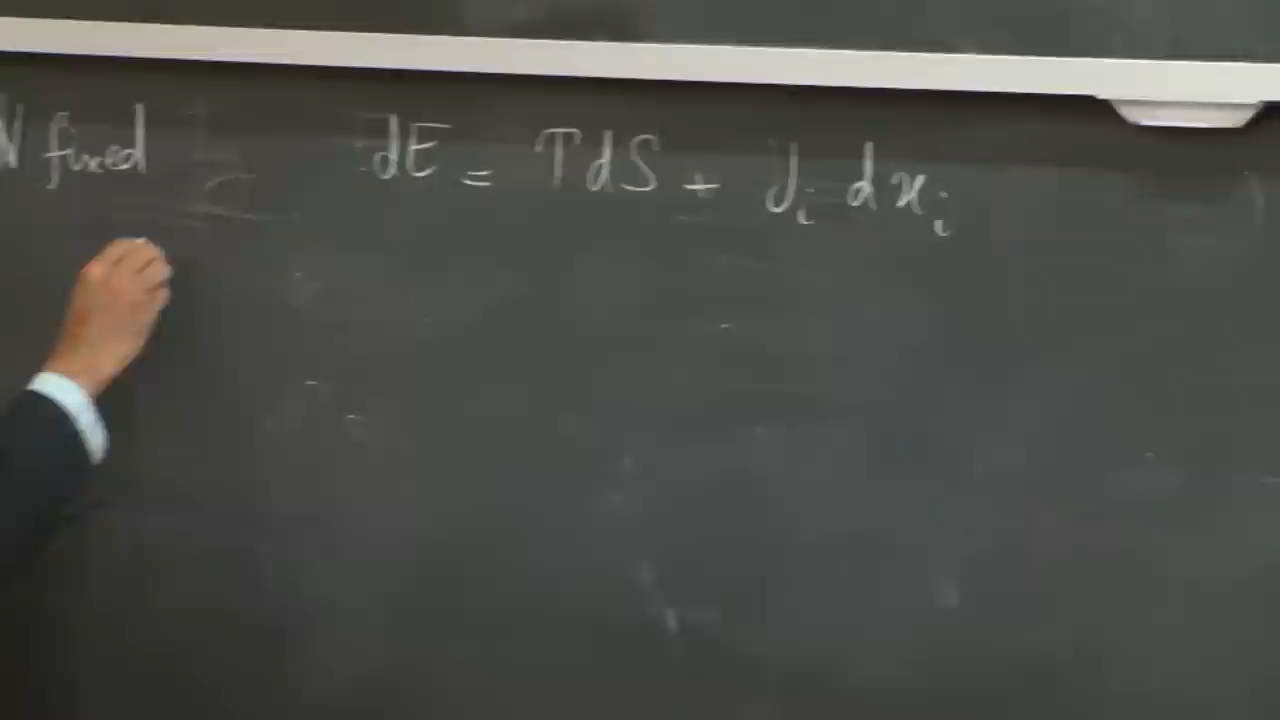 N fixed dE = TdS + J_i dx_i